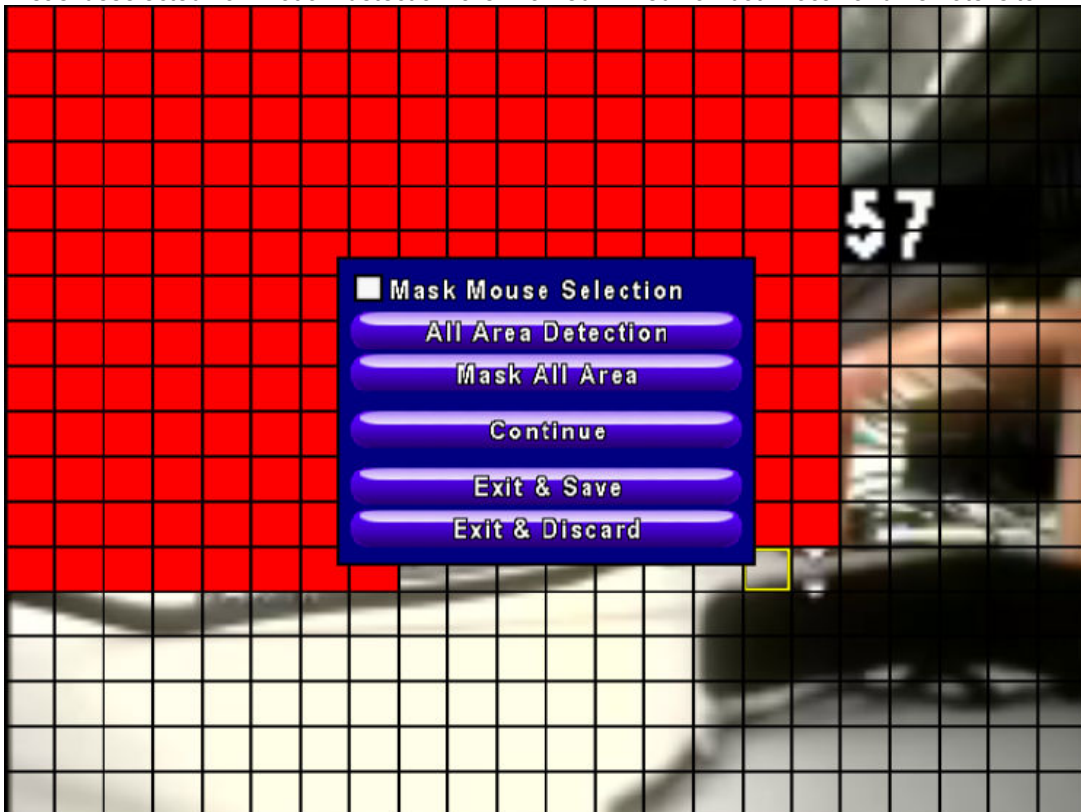 57
Mask Mouse Selection
All Area Detection
Mask All Area
Continue
Exit & Save
Exit & Discard